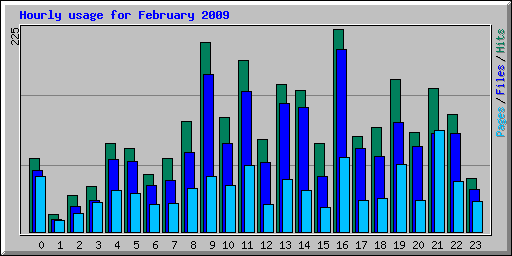 Hourly usage for February 2009
225
Pages / Files / Hits
0 1 2 3 4 5 6 7 8 9 10 11 12 13 14 15 16 17 18 19 20 21 22 23